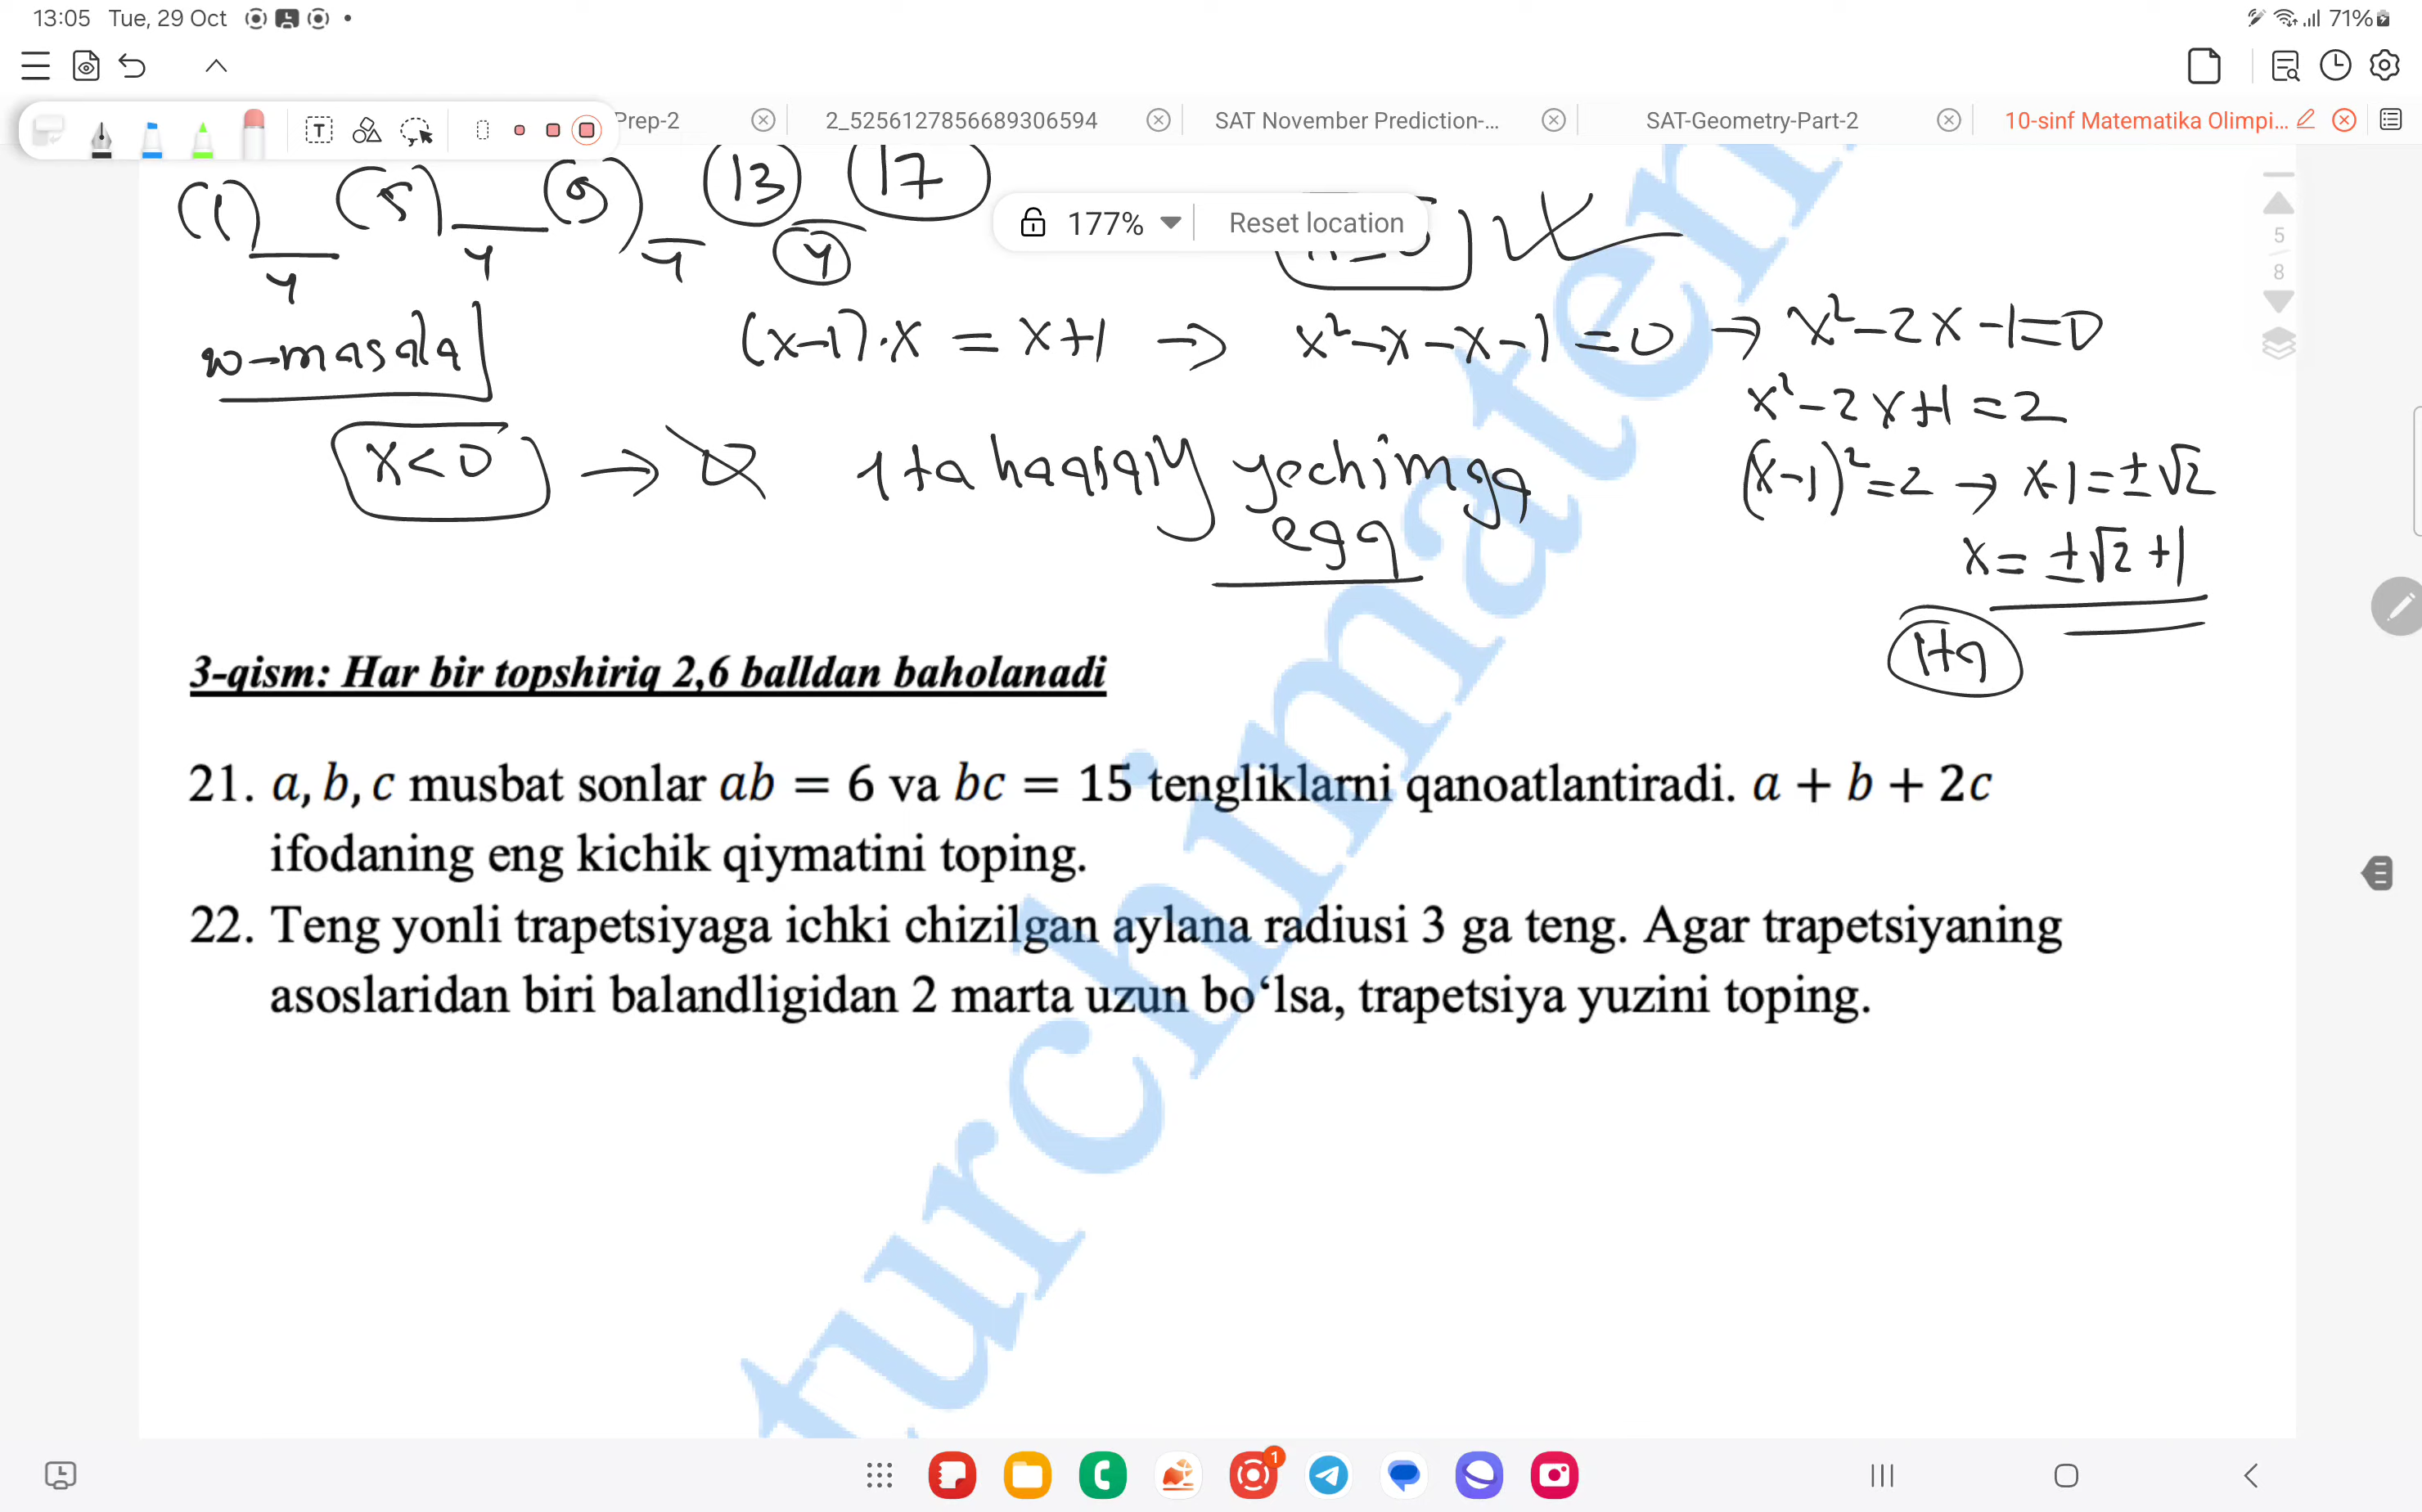 13:05 Tue, 29 Oct
71%
Prep-2
2_5256127856689306594
SAT November Prediction-...
SAT-Geometry-Part-2
10-sinf Matematika Olimpi...
(1) (5) (9) 13 17
4 4 4 4
177% Reset location
5
8
20-masala
(x-1)·x = x+1 → x²-x-x-1=0 → x²-2x-1=0
x²-2x+1=2
x<0 → 1 ta haqiqiy yechimga
ega
(x-1)²=2 → x-1=±√2
x=±√2+1
1ta
3-qism: Har bir topshiriq 2,6 balldan baholanadi
21. a, b, c musbat sonlar ab = 6 va bc = 15 tengliklarni qanoatlantiradi. a + b + 2c
ifodaning eng kichik qiymatini toping.
22. Teng yonli trapetsiyaga ichki chizilgan aylana radiusi 3 ga teng. Agar trapetsiyaning
asoslaridan biri balandligidan 2 marta uzun bo‘lsa, trapetsiya yuzini toping.
turchimatem
1